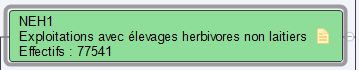 NEH1
Exploitations avec élevages herbivores non laitiers
Effectifs : 77541